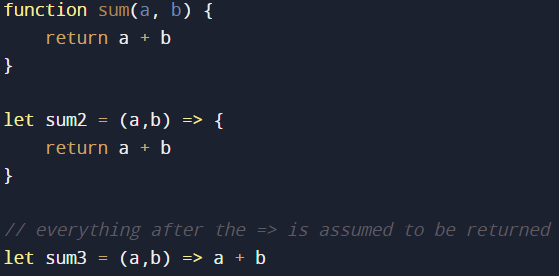 function sum(a, b) {
    return a + b
}

let sum2 = (a,b) => {
    return a + b
}

// everything after the => is assumed to be returned
let sum3 = (a,b) => a + b